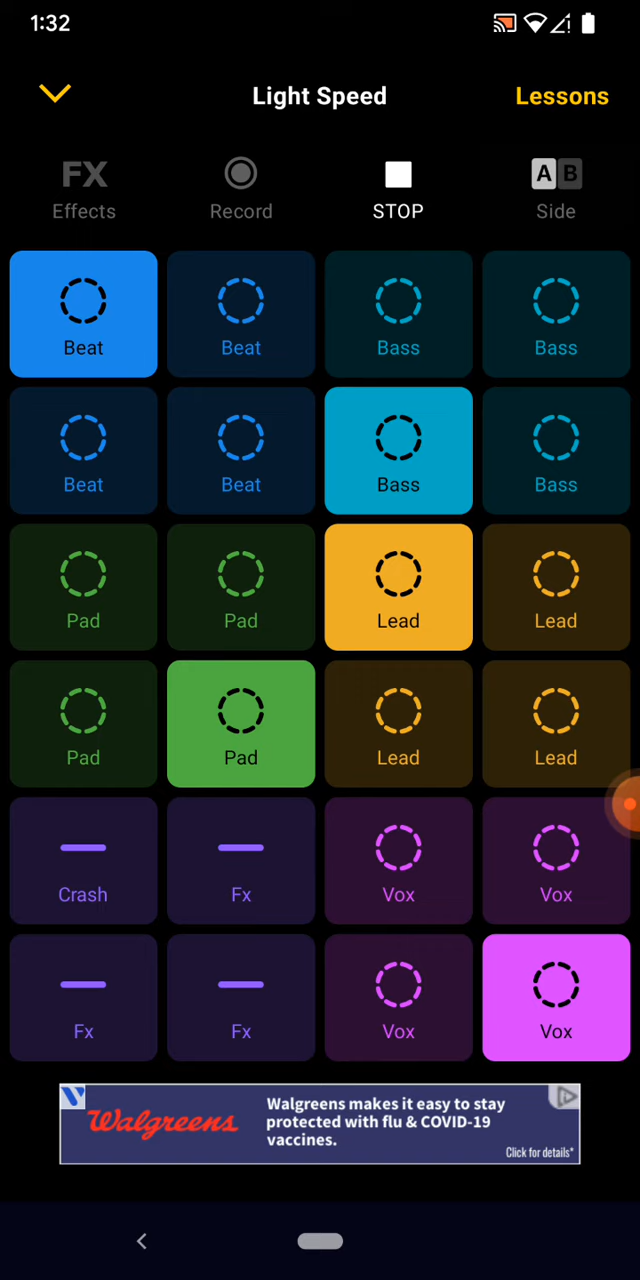 1:32
Light Speed
Lessons
FX
Effects
Record
STOP
A B
Side
Beat
Beat
Bass
Bass
Beat
Beat
Bass
Bass
Pad
Pad
Lead
Lead
Pad
Pad
Lead
Lead
Crash
Fx
Vox
Vox
Fx
Fx
Vox
Vox
Walgreens
Walgreens makes it easy to stay
protected with flu & COVID-19
vaccines.
Click for details*